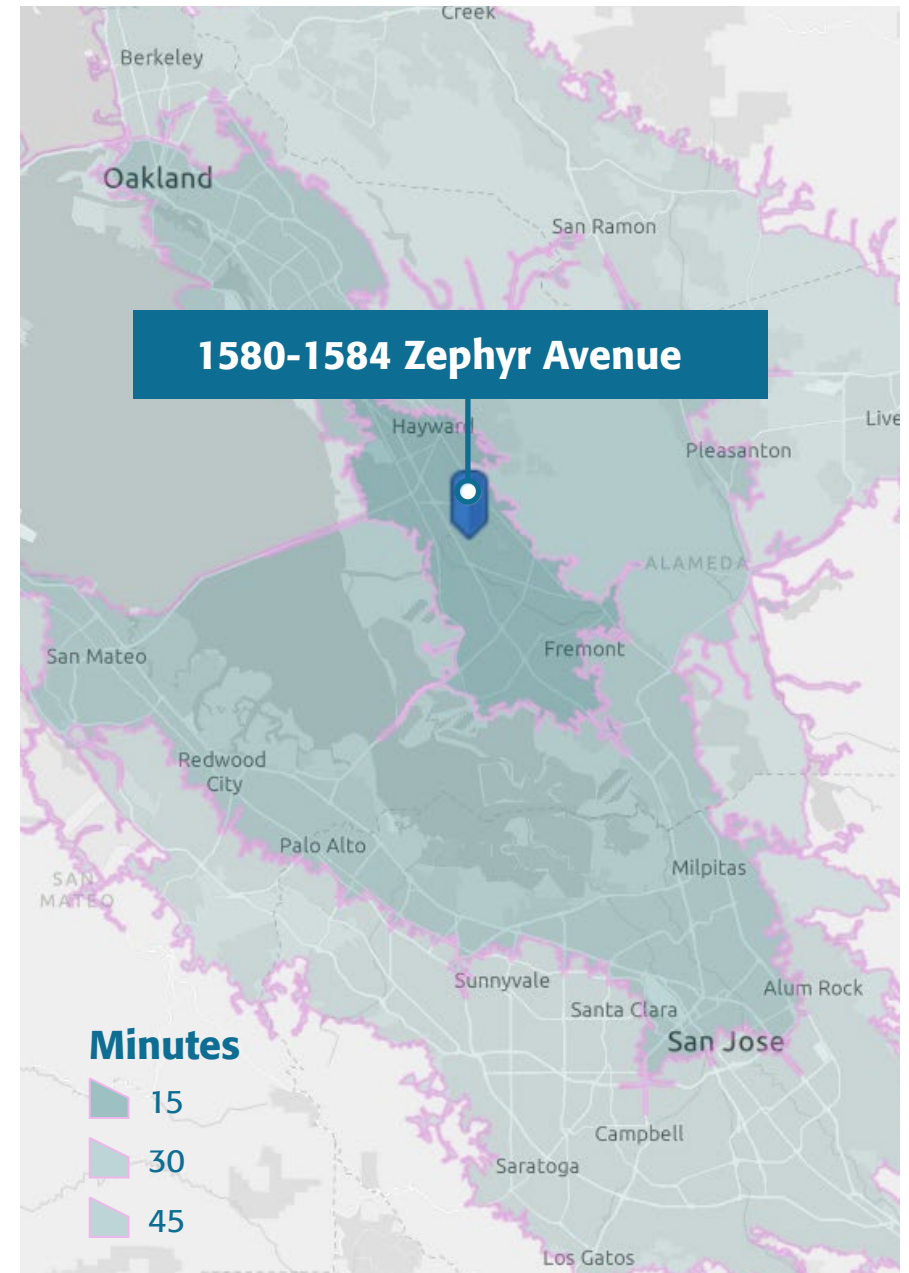 Creek
Berkeley
Oakland
San Ramon
1580-1584 Zephyr Avenue
Hayward
Live
Pleasanton
ALAMEDA
Fremont
San Mateo
Redwood
City
Palo Alto
Milpitas
SAN
MATEO
Sunnyvale
Alum Rock
Santa Clara
San Jose
Minutes
15
30
45
Campbell
Saratoga
Los Gatos